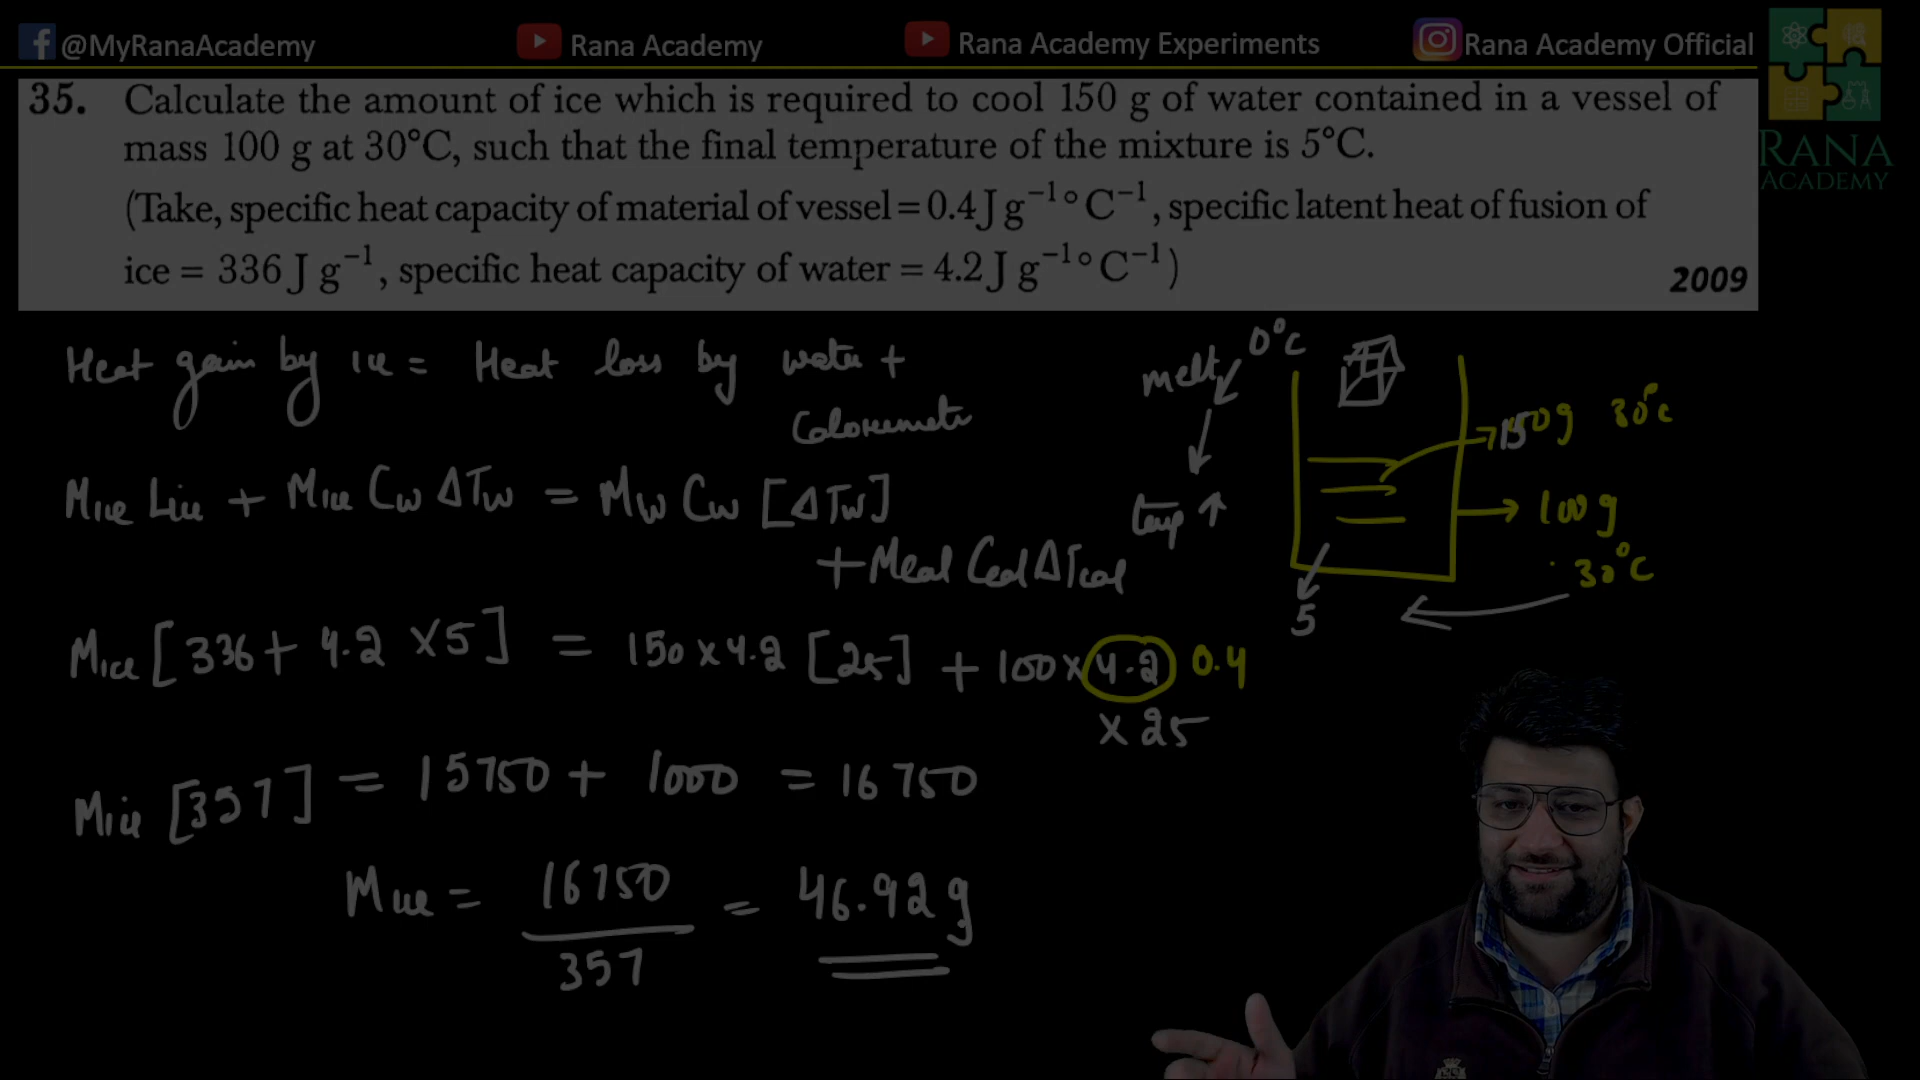 @MyRanaAcademy Rana Academy Rana Academy Experiments Rana Academy Official
RANA
ACADEMY
35. Calculate the amount of ice which is required to cool 150 g of water contained in a vessel of
mass 100 g at 30°C, such that the final temperature of the mixture is 5°C.
(Take, specific heat capacity of material of vessel = 0.4 J g⁻¹°C⁻¹, specific latent heat of fusion of
ice = 336 J g⁻¹, specific heat capacity of water = 4.2 J g⁻¹°C⁻¹)
2009
Heat gain by ice = Heat loss by water +
Calorimeter
Mice Lice + Mice Cw ΔTw = Mw Cw [ΔTw]
+ Mcal Ccal ΔTcal
Mice [336 + 4.2 × 5] = 150 × 4.2 [25] + 100 × 4.2 0.4
× 25
Mice [357] = 15750 + 1000 = 16750
Mice = 16750
357
= 46.92 g
0°C
melt
temp ↑
150g 30°C
100g
30°C
5